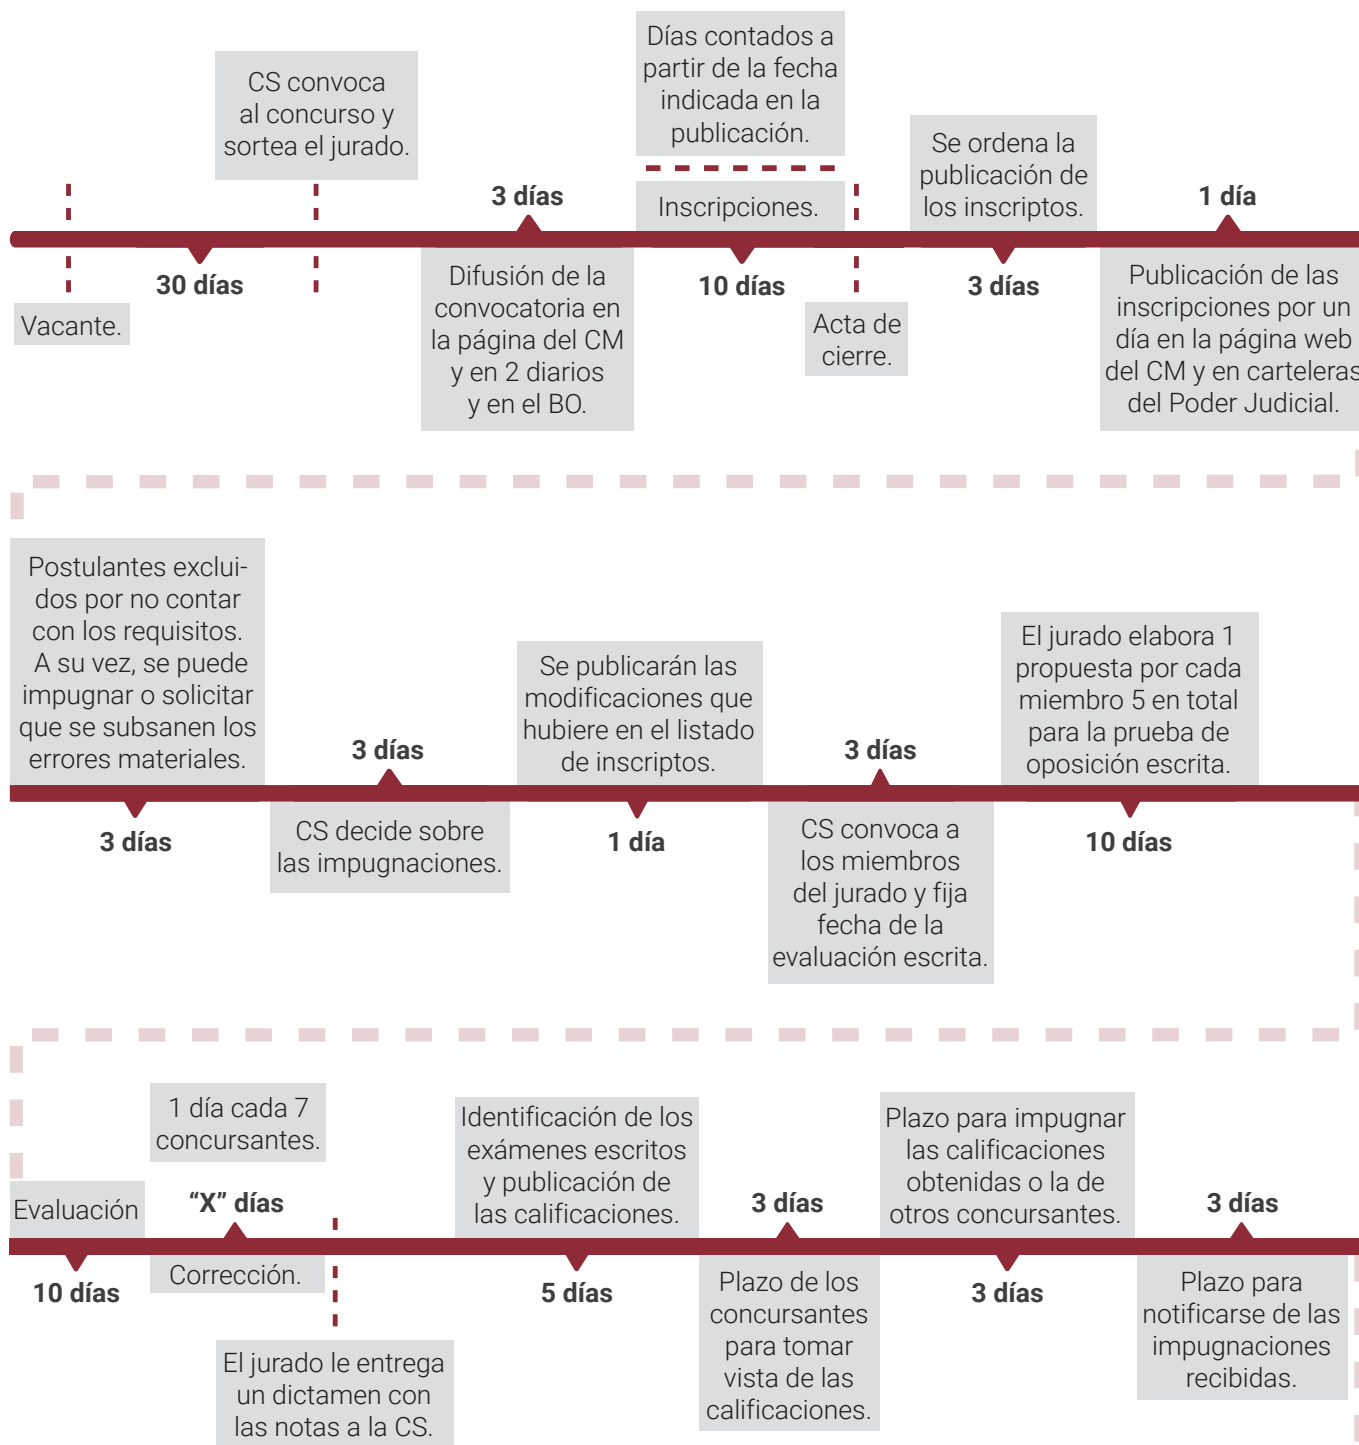 CS convoca
al concurso y
sortea el jurado.
Días contados a
partir de la fecha
indicada en la
publicación.
Se ordena la
publicación de
los inscriptos.
3 días
Inscripciones.
1 día
30 días
10 días
3 días
Vacante.
Difusión de la
convocatoria en
la página del CM
y en 2 diarios
y en el BO.
Acta de
cierre.
Publicación de las
inscripciones por un
día en la página web
del CM y en carteleras
del Poder Judicial.
Postulantes exclui-
dos por no contar
con los requisitos.
A su vez, se puede
impugnar o solicitar
que se subsanen los
errores materiales.
3 días
Se publicarán las
modificaciones que
hubiere en el listado
de inscriptos.
3 días
El jurado elabora 1
propuesta por cada
miembro 5 en total
para la prueba de
oposición escrita.
3 días
CS decide sobre
las impugnaciones.
1 día
CS convoca a
los miembros
del jurado y fija
fecha de la
evaluación escrita.
10 días
Evaluación
1 día cada 7
concursantes.
“X” días
Identificación de los
exámenes escritos
y publicación de
las calificaciones.
3 días
Plazo para impugnar
las calificaciones
obtenidas o la de
otros concursantes.
3 días
10 días
Corrección.
El jurado le entrega
un dictamen con
las notas a la CS.
5 días
Plazo de los
concursantes
para tomar
vista de las
calificaciones.
3 días
Plazo para
notificarse de las
impugnaciones
recibidas.